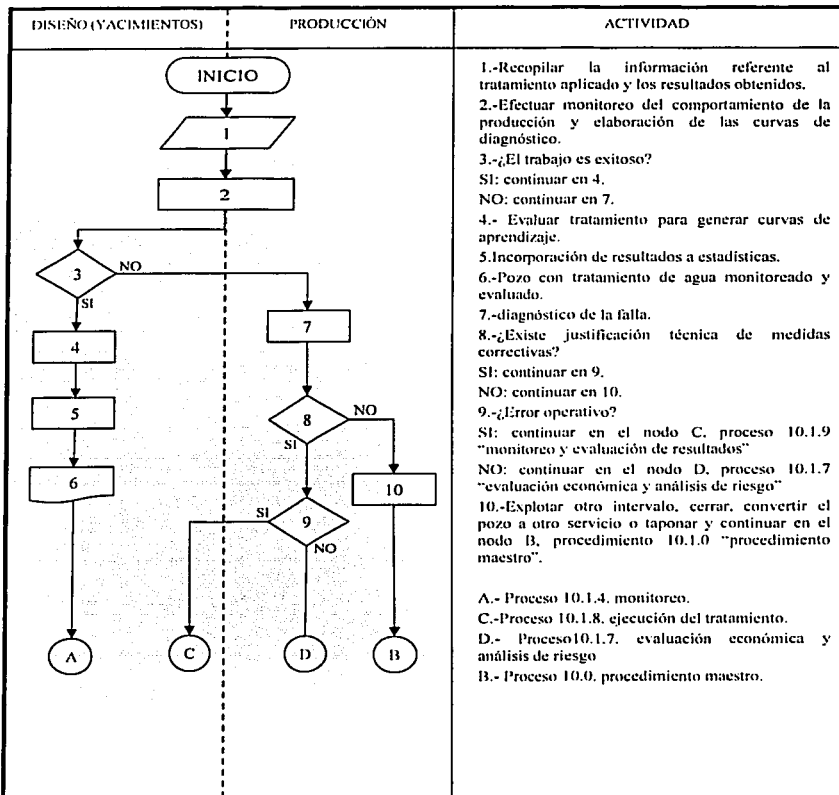 DISEÑO (YACIMIENTOS) PRODUCCIÓN ACTIVIDAD
INICIO
1
2
3
NO
SI
4
5
6
7
8
NO
SI
10
9
SI
NO
A
C
D
B
1.-Recopilar la información referente al
tratamiento aplicado y los resultados obtenidos.
2.-Efectuar monitoreo del comportamiento de la
producción y elaboración de las curvas de
diagnóstico.
3.-¿El trabajo es exitoso?
SI: continuar en 4.
NO: continuar en 7.
4.- Evaluar tratamiento para generar curvas de
aprendizaje.
5.Incorporación de resultados a estadísticas.
6.-Pozo con tratamiento de agua monitoreado y
evaluado.
7.-diagnóstico de la falla.
8.-¿Existe justificación técnica de medidas
correctivas?
SI: continuar en 9.
NO: continuar en 10.
9.-¿Error operativo?
SI: continuar en el nodo C, proceso 10.1.9
"monitoreo y evaluación de resultados"
NO: continuar en el nodo D, proceso 10.1.7
"evaluación económica y análisis de riesgo"
10.-Explotar otro intervalo, cerrar, convertir el
pozo a otro servicio o taponar y continuar en el
nodo B, procedimiento 10.1.0 "procedimiento
maestro".
A.- Proceso 10.1.4. monitoreo.
C.-Proceso 10.1.8. ejecución del tratamiento.
D.- Proceso10.1.7. evaluación económica y
análisis de riesgo
B.- Proceso 10.0. procedimiento maestro.